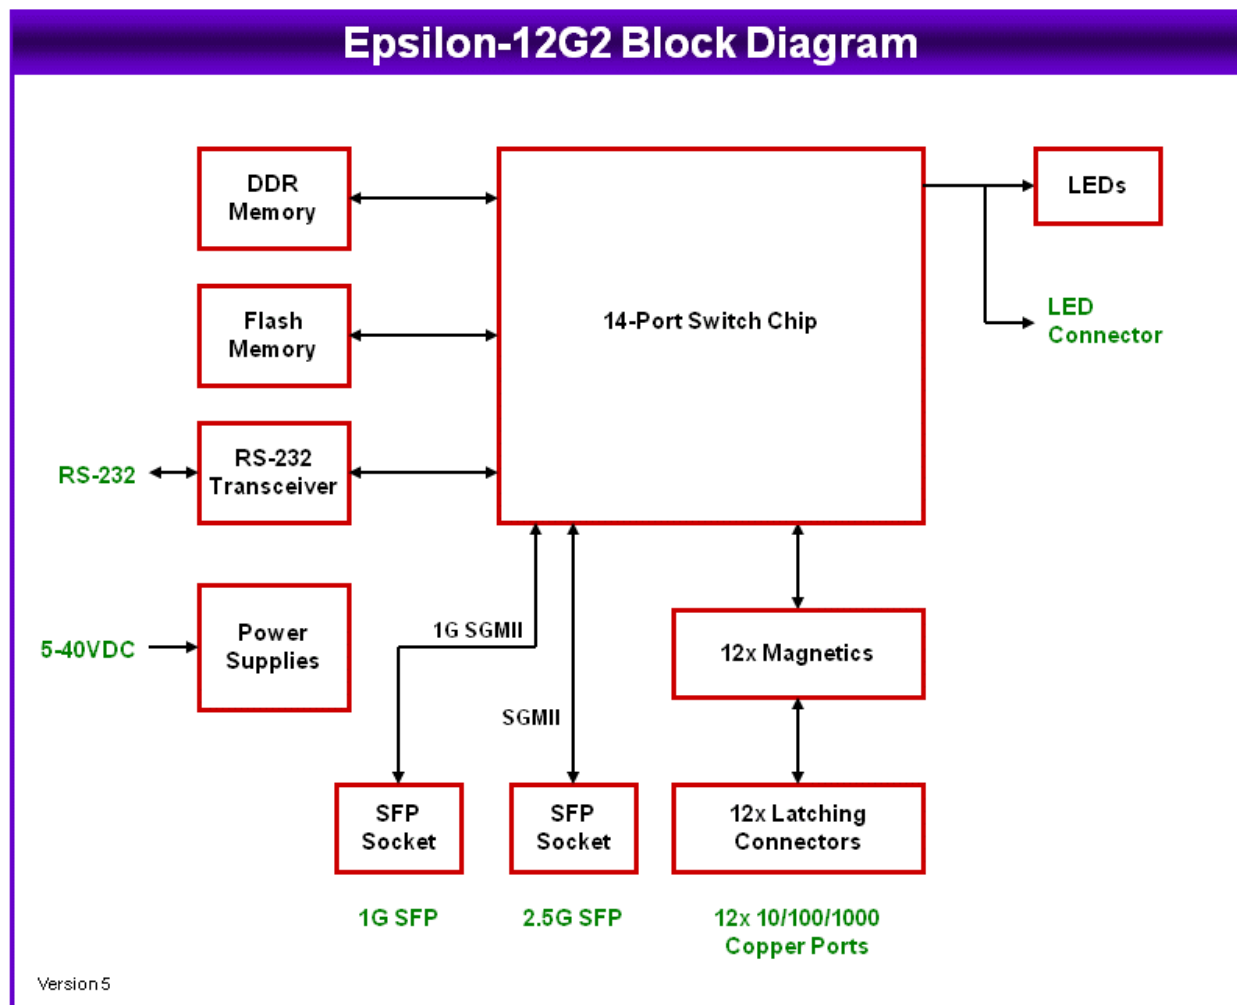 Epsilon-12G2 Block Diagram
DDR
Memory
LEDs
Flash
Memory
14-Port Switch Chip
LED
Connector
RS-232
RS-232
Transceiver
5-40VDC
Power
Supplies
1G SGMII
SGMII
12x Magnetics
SFP
Socket
SFP
Socket
12x Latching
Connectors
1G SFP
2.5G SFP
12x 10/100/1000
Copper Ports
Version 5